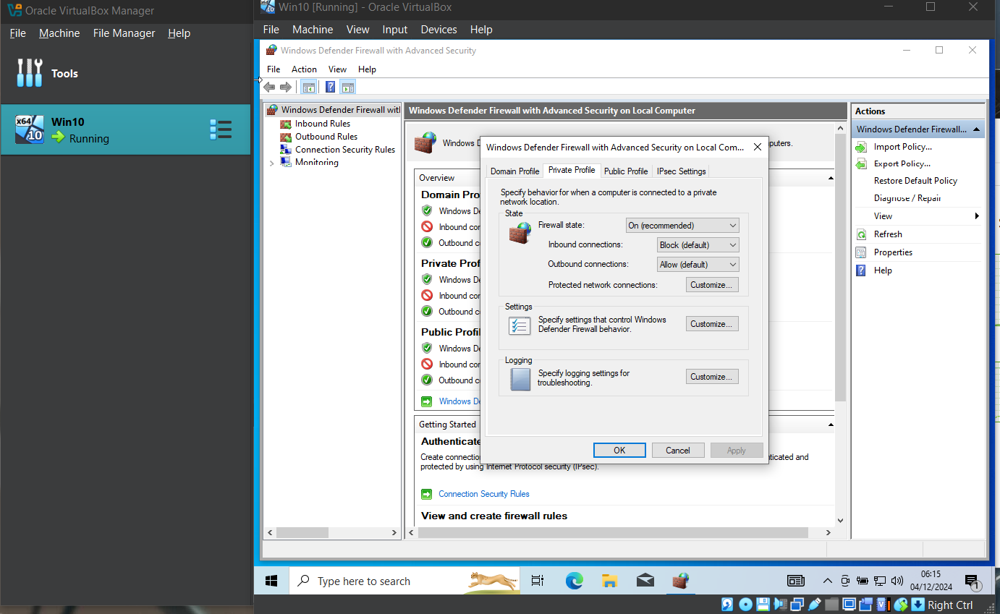 Oracle VirtualBox Manager
File Machine File Manager Help
Tools
x64
10
Win10
Running
x64
10
Win10 [Running] - Oracle VirtualBox
File Machine View Input Devices Help
Windows Defender Firewall with Advanced Security
File Action View Help
Windows Defender Firewall wit
Inbound Rules
Outbound Rules
Connection Security Rules
Monitoring
Windows Defender Firewall with Advanced Security on Local Computer
Windows D
puters.
Overview
Domain Pro
Windows De
Inbound cor
Outbound c
Private Prof
Windows De
Inbound cor
Outbound c
Public Profil
Windows De
Inbound cor
Outbound c
Windows De
Getting Started
Authenticate
Create connectio
ticated and
protected by using Internet Protocol security (IPsec).
Connection Security Rules
View and create firewall rules
Windows Defender Firewall with Advanced Security on Local Com...
Domain Profile Private Profile Public Profile IPsec Settings
Specify behavior for when a computer is connected to a private
network location.
State
Firewall state: On (recommended)
Inbound connections: Block (default)
Outbound connections: Allow (default)
Protected network connections: Customize...
Settings
Specify settings that control Windows
Defender Firewall behavior.
Customize...
Logging
Specify logging settings for
troubleshooting.
Customize...
OK Cancel Apply
Actions
Windows Defender Firewall...
Import Policy...
Export Policy...
Restore Default Policy
Diagnose / Repair
View
Refresh
Properties
Help
Type here to search
06:15
04/12/2024
1
Right Ctrl